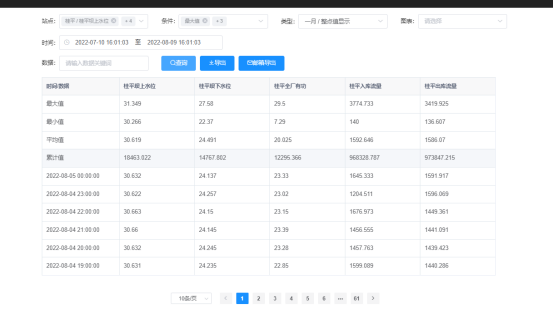 站点: 桂平/桂平坝上水位 + 4 条件: 最大值 + 3 类型: 一月/整点值显示 图表: 请选择
时间: 2022-07-10 16:01:03 至 2022-08-09 16:01:03
数据: 请输入数据关键词 查询 导出 邮箱导出
时间\数据 桂平坝上水位 桂平坝下水位 桂平全厂有功 桂平入库流量 桂平出库流量
最大值 31.349 27.58 29.5 3774.733 3419.925
最小值 30.266 22.37 7.29 140 136.607
平均值 30.619 24.491 20.025 1592.646 1586.07
累计值 18463.022 14767.802 12295.366 968328.787 973847.215
2022-08-05 00:00:00 30.632 24.137 23.33 1645.333 1591.917
2022-08-04 23:00:00 30.622 24.257 23.02 1204.511 1596.069
2022-08-04 22:00:00 30.663 24.15 23.15 1676.973 1449.361
2022-08-04 21:00:00 30.66 24.145 23.39 1456.555 1441.091
2022-08-04 20:00:00 30.632 24.245 23.28 1457.763 1439.423
2022-08-04 19:00:00 30.631 24.235 22.85 1599.089 1440.286
10条/页 1 2 3 4 5 6 ••• 61